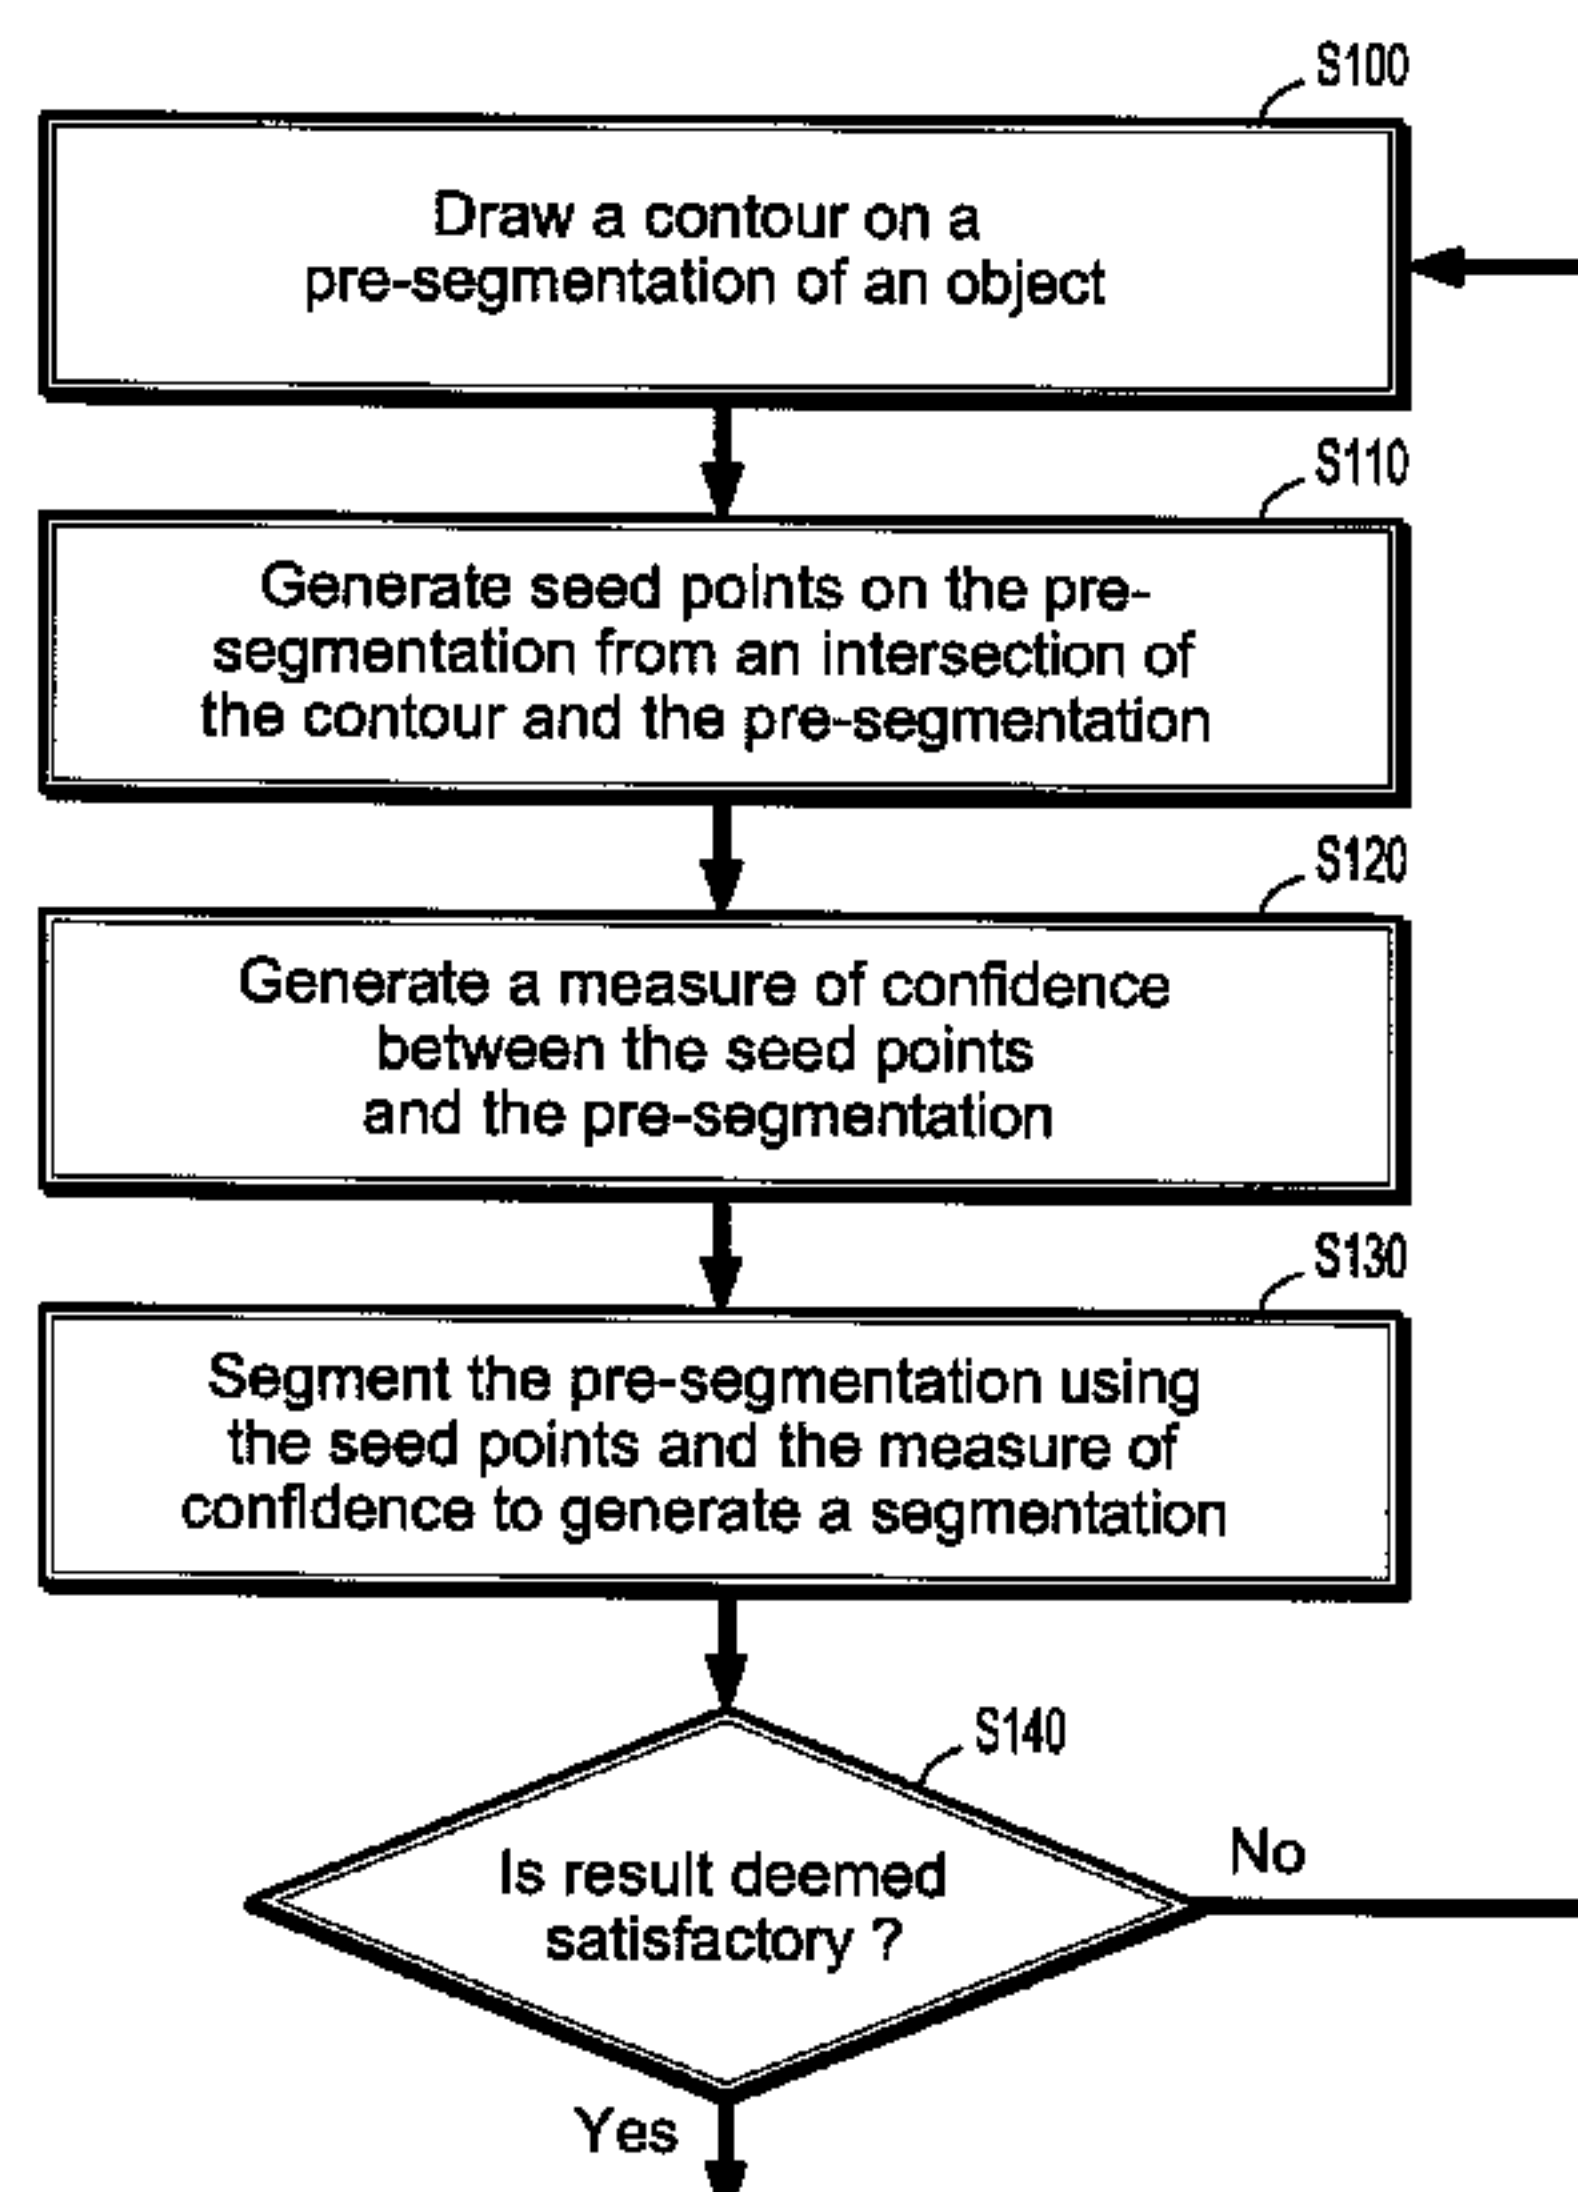 S100
Draw a contour on a
pre-segmentation of an object
S110
Generate seed points on the pre-
segmentation from an intersection of
the contour and the pre-segmentation
S120
Generate a measure of confidence
between the seed points
and the pre-segmentation
S130
Segment the pre-segmentation using
the seed points and the measure of
confidence to generate a segmentation
S140
Is result deemed
satisfactory ?
No
Yes